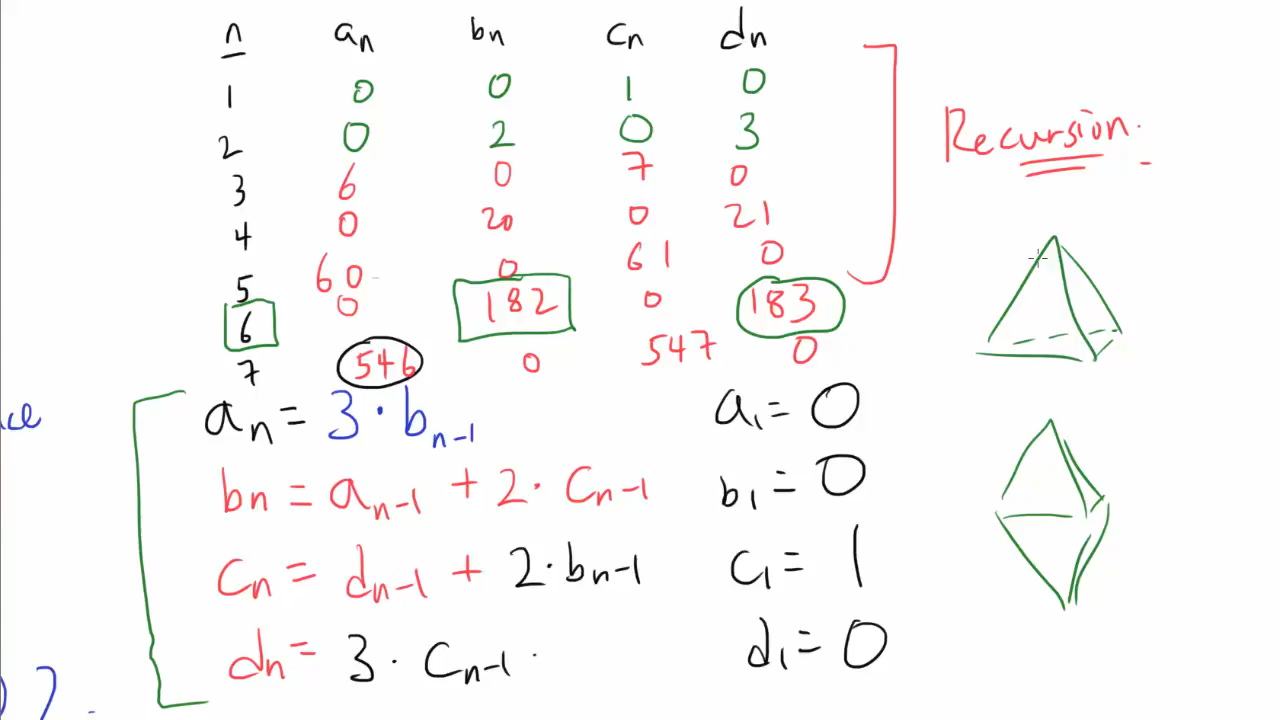 n an bn cn dn
1 0 0 1 0
2 0 2 0 3
3 6 0 7 0
4 0 20 0 21
5 60 0 61 0
6 0 182 0 183
7 546 0 547 0
Recursion.
an = 3 · bn-1 a1 = 0
bn = an-1 + 2 · cn-1 b1 = 0
cn = dn-1 + 2 · bn-1 c1 = 1
dn = 3 · cn-1 . d1 = 0